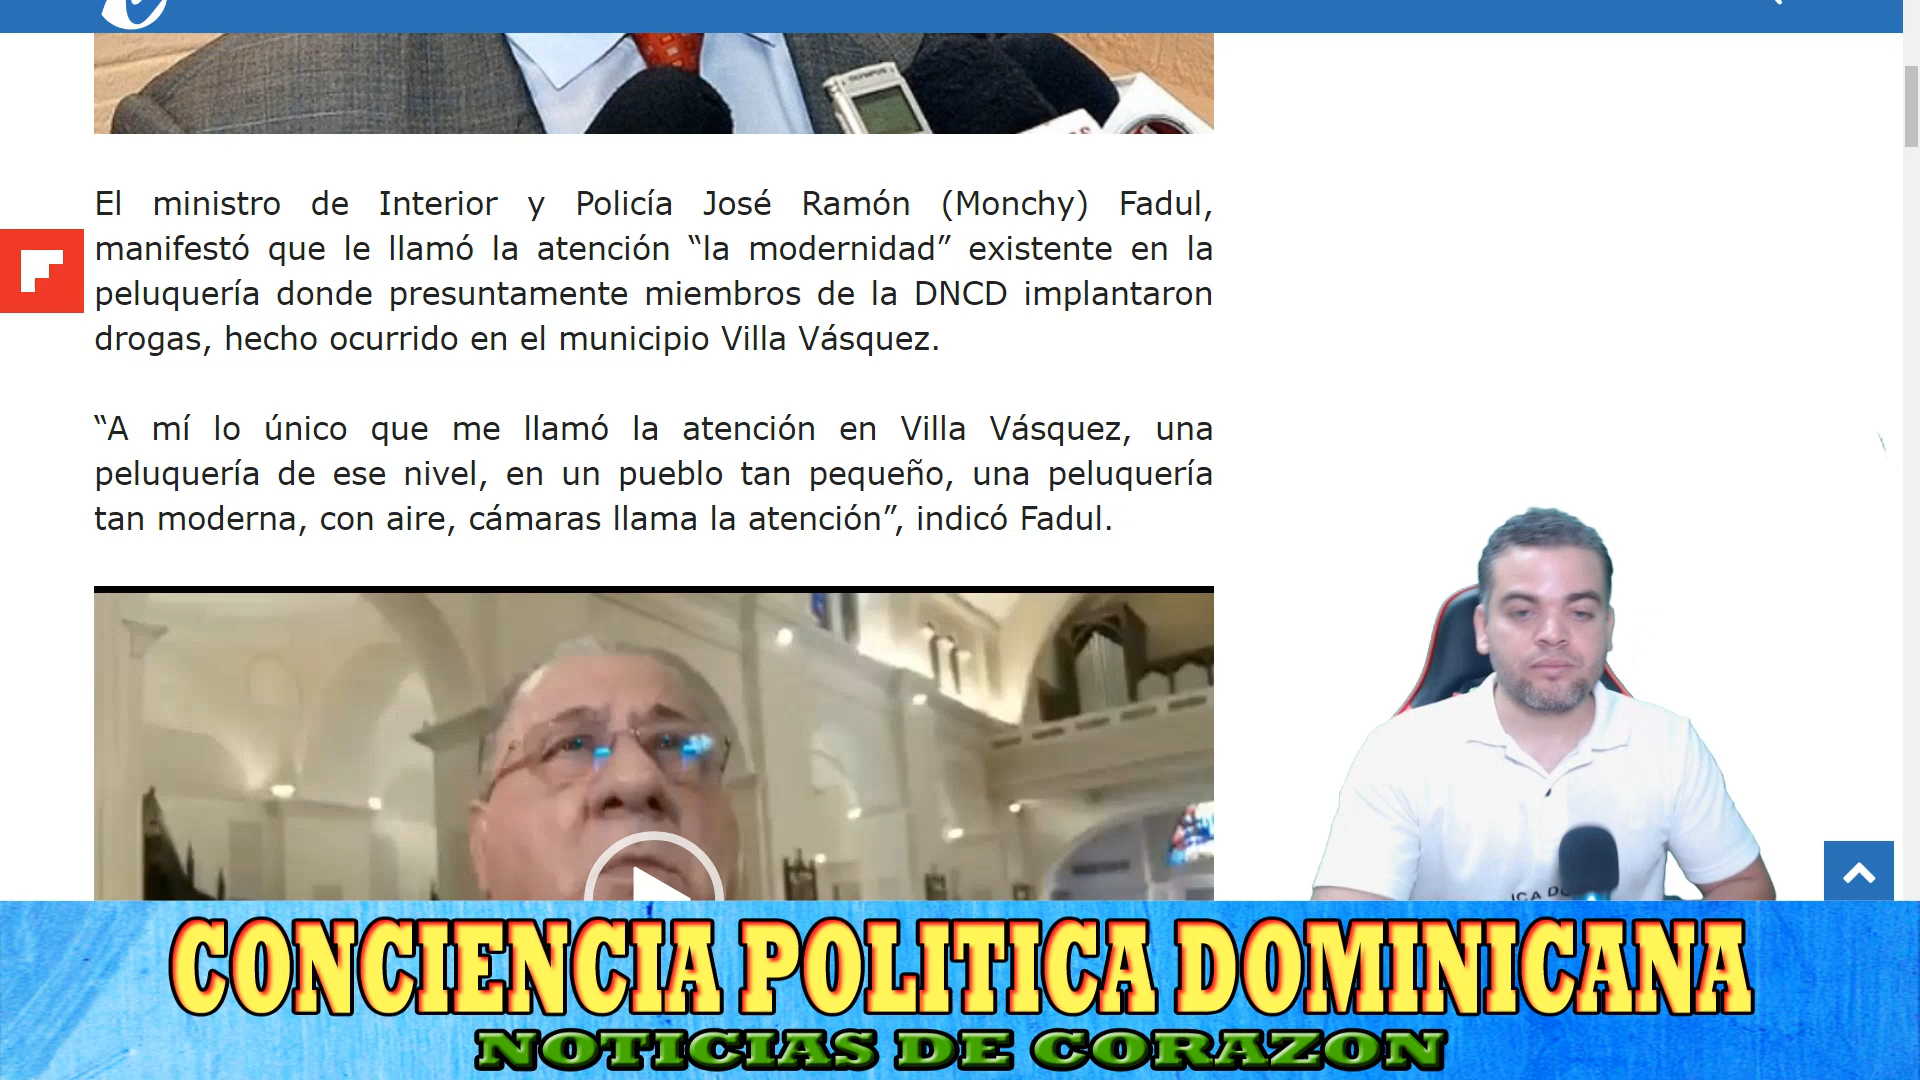 OLYMPUS
El ministro de Interior y Policía José Ramón (Monchy) Fadul,
manifestó que le llamó la atención “la modernidad” existente en la
peluquería donde presuntamente miembros de la DNCD implantaron
drogas, hecho ocurrido en el municipio Villa Vásquez.
“A mí lo único que me llamó la atención en Villa Vásquez, una
peluquería de ese nivel, en un pueblo tan pequeño, una peluquería
tan moderna, con aire, cámaras llama la atención”, indicó Fadul.
CONCIENCIA POLITICA DOMINICANA
NOTICIAS DE CORAZON